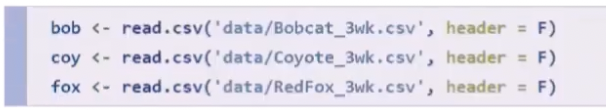 bob <- read.csv('data/Bobcat_3wk.csv', header = F)
coy <- read.csv('data/Coyote_3wk.csv', header = F)
fox <- read.csv('data/RedFox_3wk.csv', header = F)